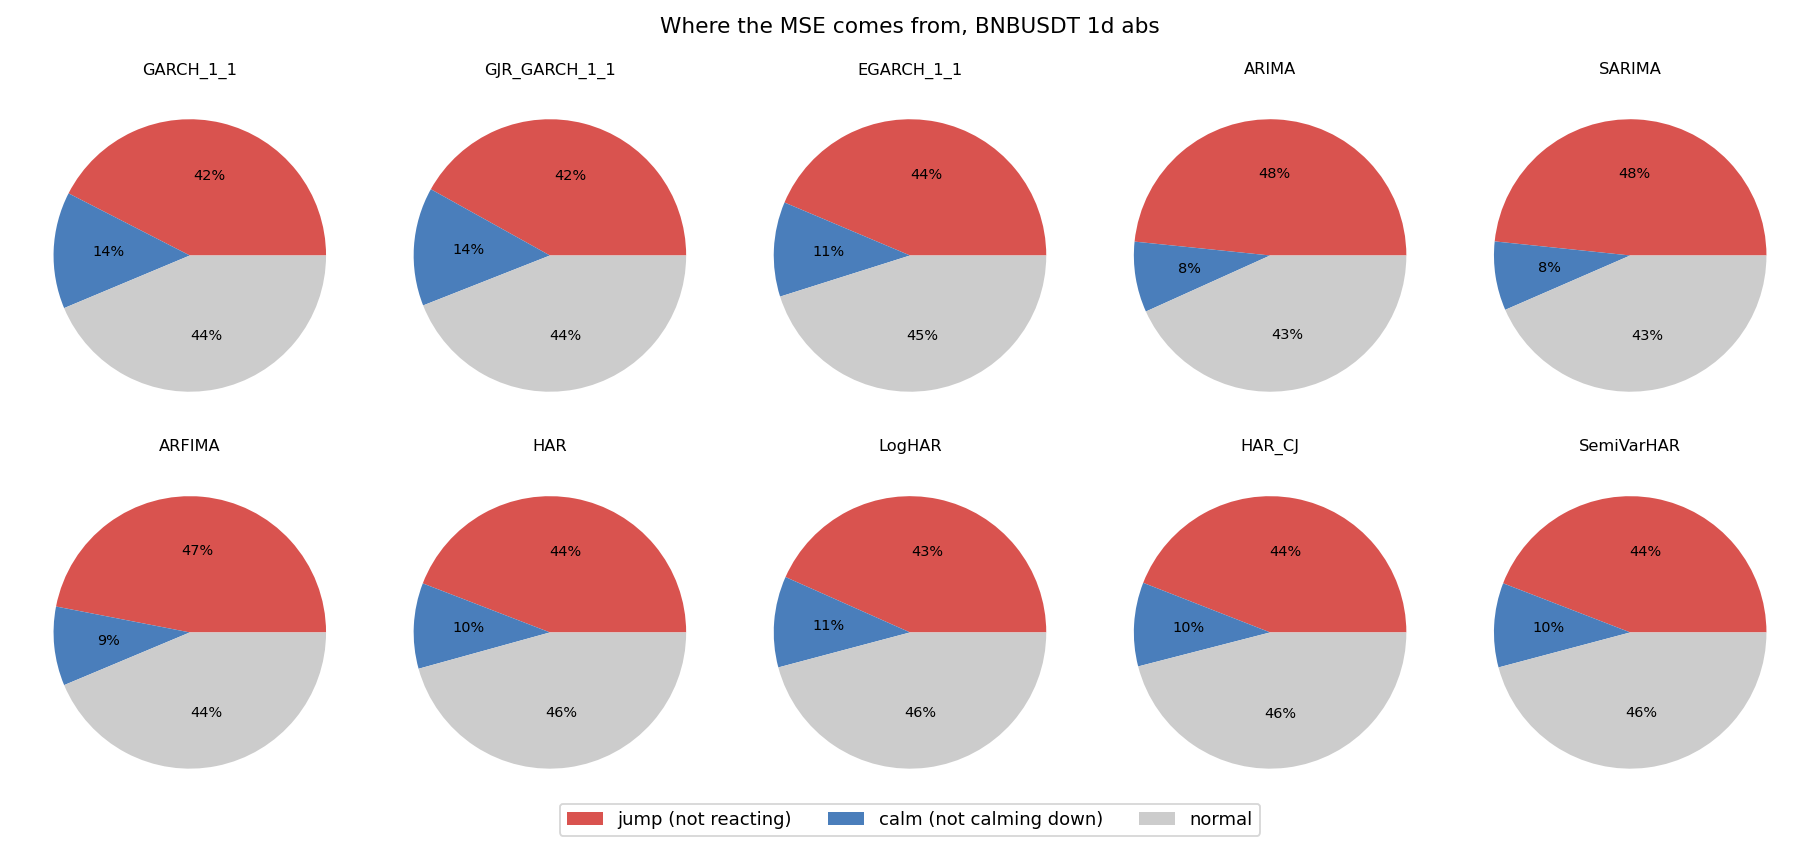 Where the MSE comes from, BNBUSDT 1d abs
GARCH_1_1
GJR_GARCH_1_1
EGARCH_1_1
ARIMA
SARIMA
42%
14%
44%
42%
14%
44%
44%
11%
45%
48%
8%
43%
48%
8%
43%
ARFIMA
HAR
LogHAR
HAR_CJ
SemiVarHAR
47%
9%
44%
44%
10%
46%
43%
11%
46%
44%
10%
46%
44%
10%
46%
jump (not reacting)
calm (not calming down)
normal